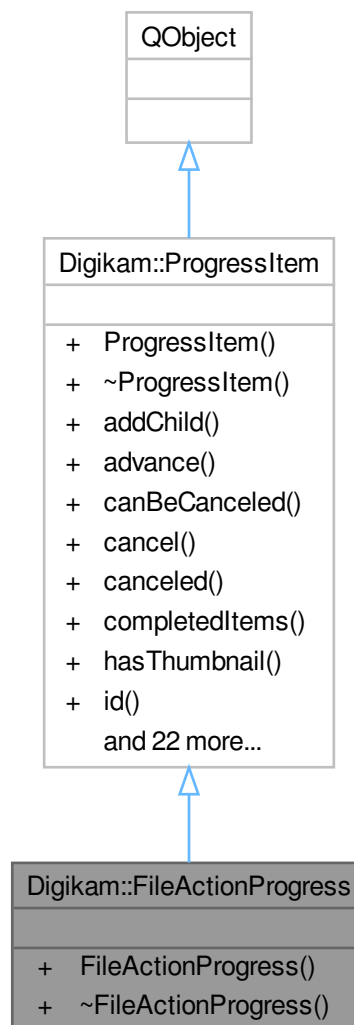 QObject
Digikam::ProgressItem
+ ProgressItem()
+ ~ProgressItem()
+ addChild()
+ advance()
+ canBeCanceled()
+ cancel()
+ canceled()
+ completedItems()
+ hasThumbnail()
+ id()
and 22 more...
Digikam::FileActionProgress
+ FileActionProgress()
+ ~FileActionProgress()